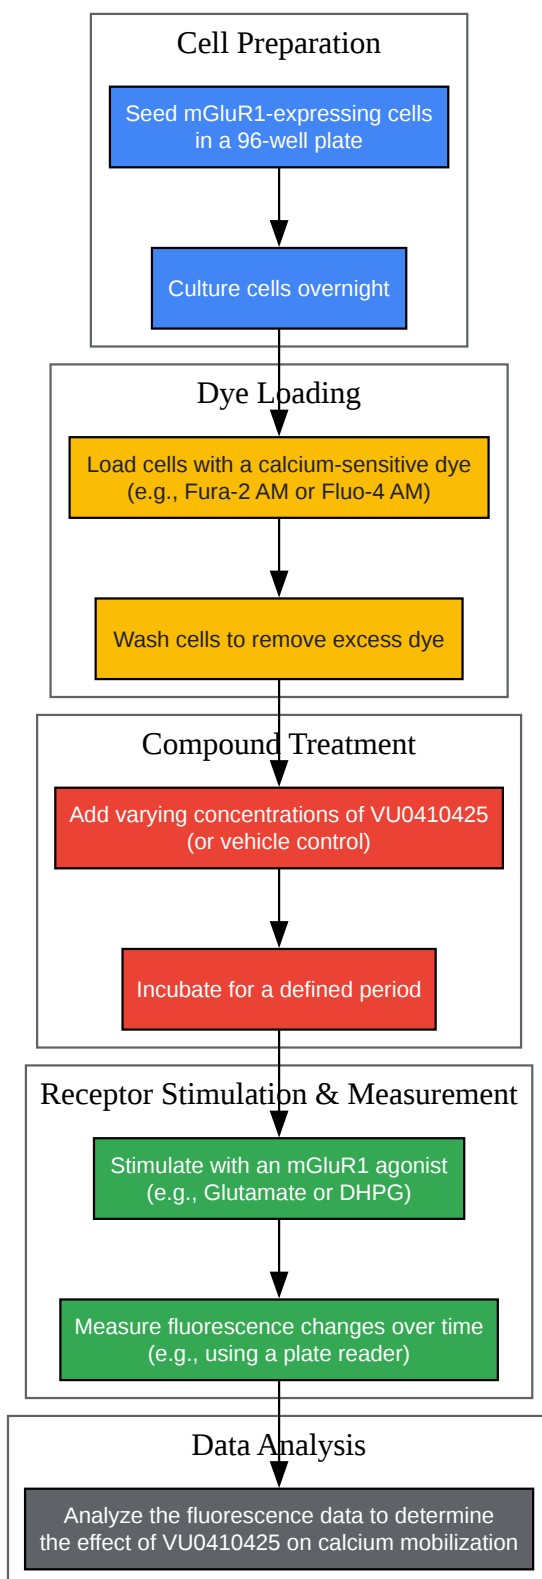 Cell Preparation
Seed mGluR1-expressing cells
in a 96-well plate
Culture cells overnight
Dye Loading
Load cells with a calcium-sensitive dye
(e.g., Fura-2 AM or Fluo-4 AM)
Wash cells to remove excess dye
Compound Treatment
Add varying concentrations of VU0410425
(or vehicle control)
Incubate for a defined period
Receptor Stimulation & Measurement
Stimulate with an mGluR1 agonist
(e.g., Glutamate or DHPG)
Measure fluorescence changes over time
(e.g., using a plate reader)
Data Analysis
Analyze the fluorescence data to determine
the effect of VU0410425 on calcium mobilization